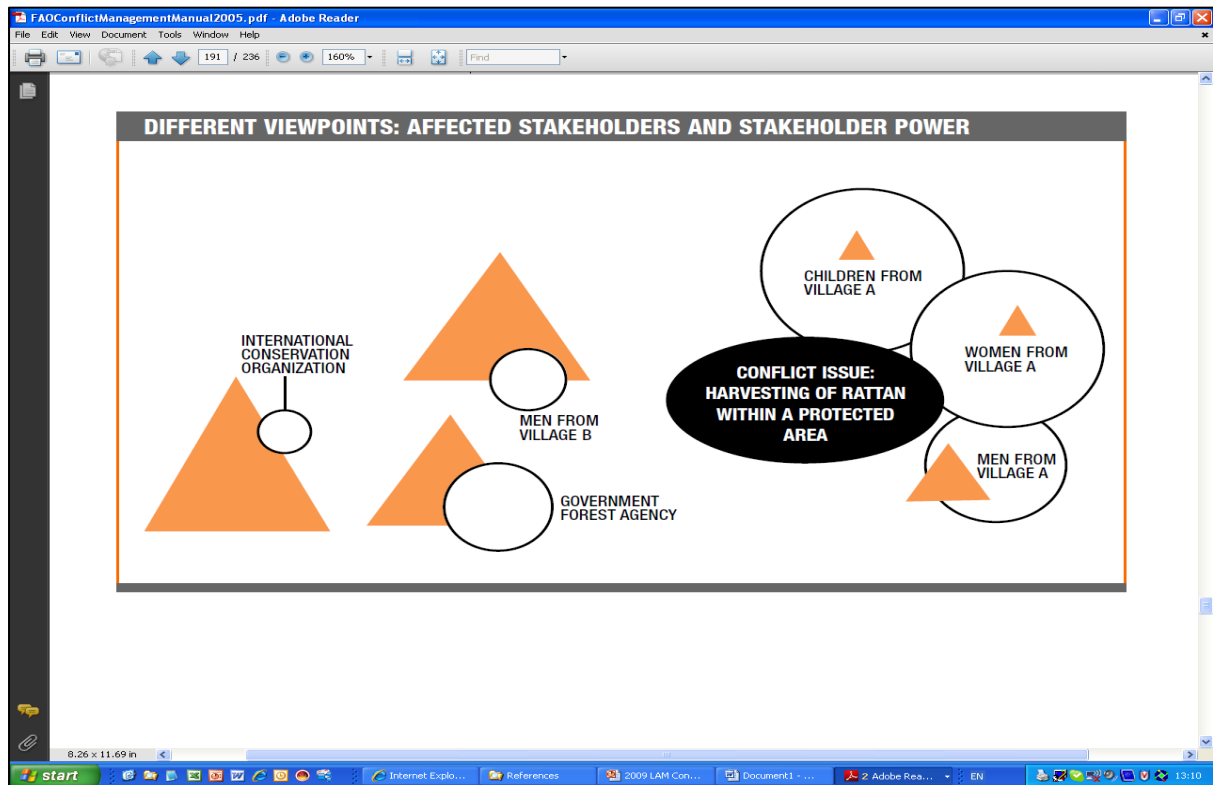 FAOConflictManagementManual2005.pdf - Adobe Reader
File Edit View Document Tools Window Help
191 / 236 160% Find
DIFFERENT VIEWPOINTS: AFFECTED STAKEHOLDERS AND STAKEHOLDER POWER
CHILDREN FROM
VILLAGE A
INTERNATIONAL
CONSERVATION
ORGANIZATION
WOMEN FROM
VILLAGE A
CONFLICT ISSUE:
HARVESTING OF RATTAN
WITHIN A PROTECTED
AREA
MEN FROM
VILLAGE B
MEN FROM
VILLAGE A
GOVERNMENT
FOREST AGENCY
8.26 x 11.69 in
start Internet Explo... References 2009 LAM Con... Document1 - ... 2 Adobe Rea... EN 13:10